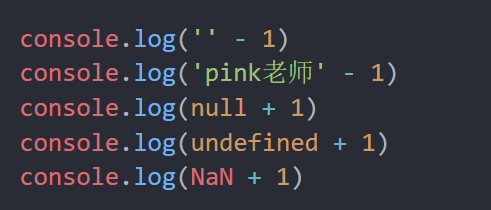 console.log('' - 1)
console.log('pink老师' - 1)
console.log(null + 1)
console.log(undefined + 1)
console.log(NaN + 1)